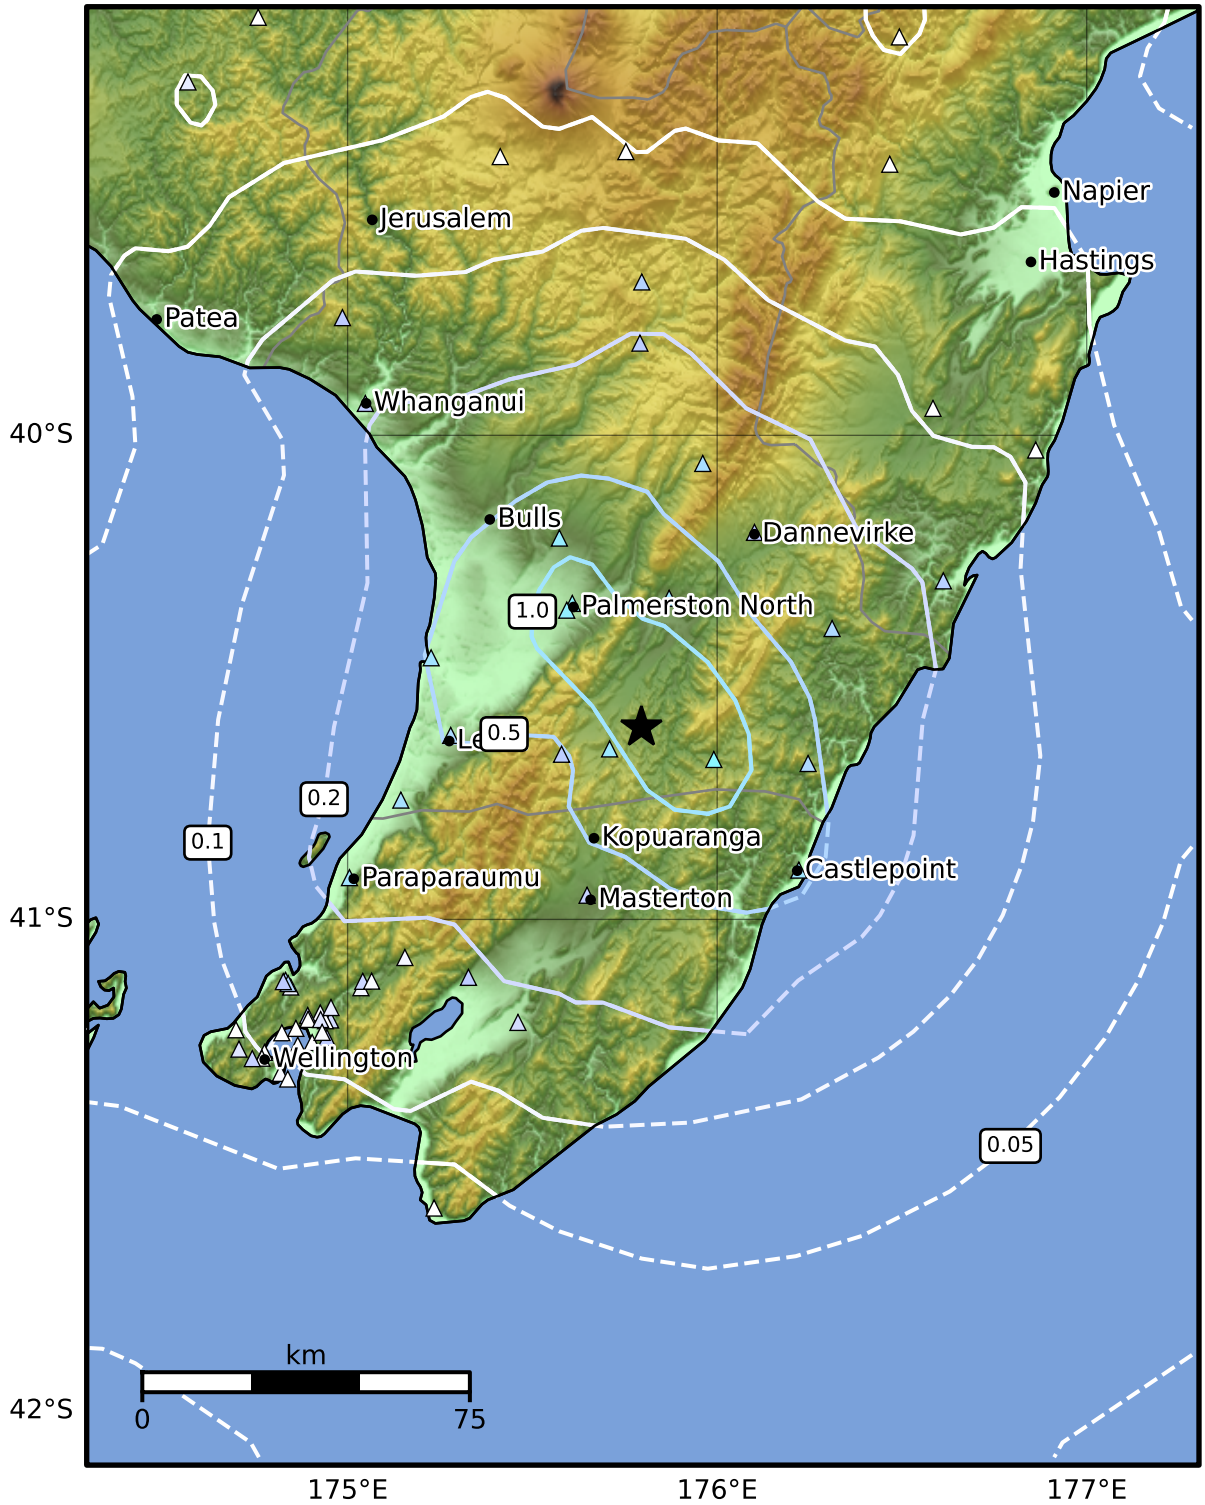 Napier
Jerusalem
Hastings
Patea
Whanganui
40°S
Bulls
Dannevirke
1.0
Palmerston North
Le
0.5
0.2
0.1
Kopuaranga
Castlepoint
Paraparaumu
Masterton
41°S
Wellington
0.05
km
0
75
42°S
175°E
176°E
177°E